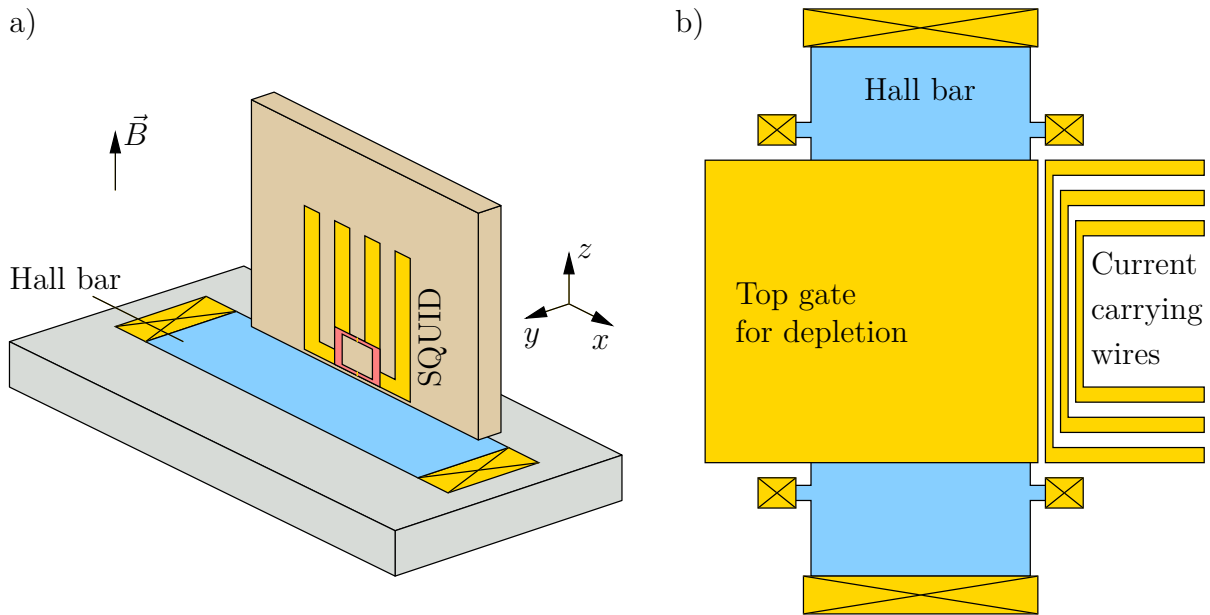 a)
B⃗
Hall bar
SQUID
z
y
x
b)
Hall bar
Top gate
for depletion
Current
carrying
wires